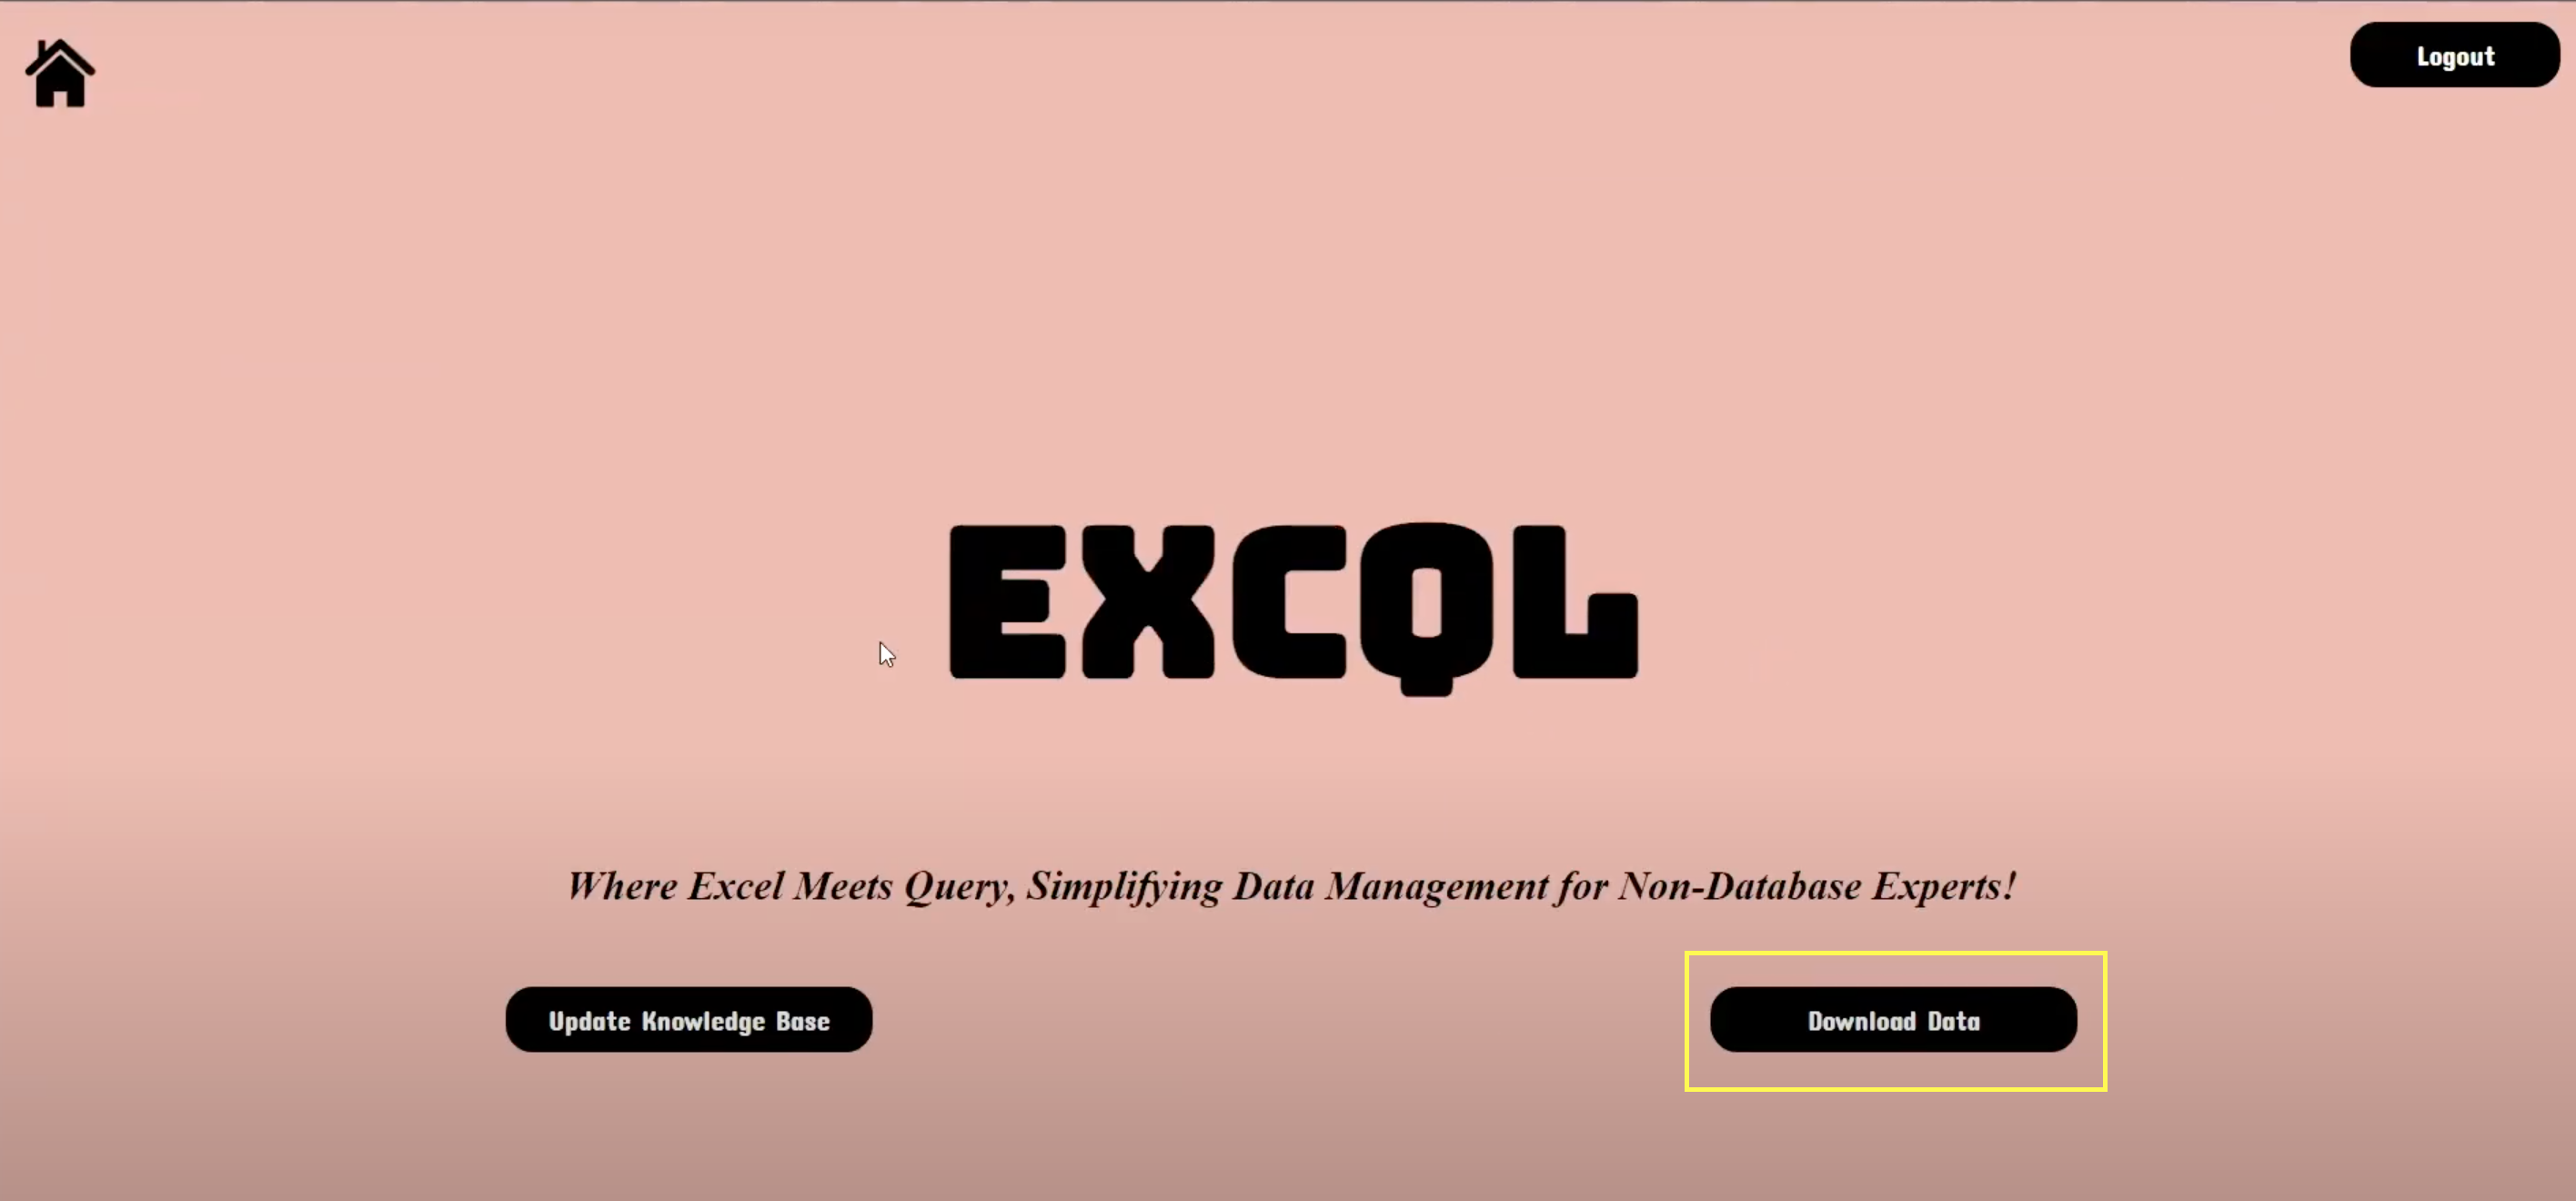 Logout
EXCQL
Where Excel Meets Query, Simplifying Data Management for Non-Database Experts!
Update Knowledge Base
Download Data